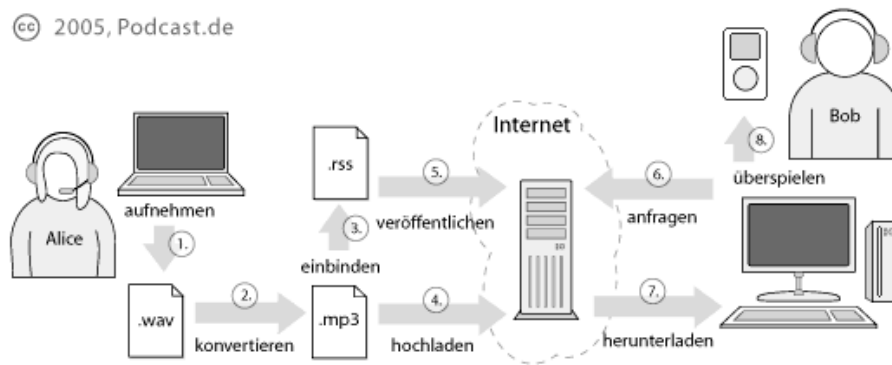 cc 2005, Podcast.de
Alice
aufnehmen
1.
.wav
2.
konvertieren
.mp3
3.
einbinden
.rss
4.
hochladen
5.
veröffentlichen
Internet
6.
anfragen
7.
herunterladen
8.
überspielen
Bob